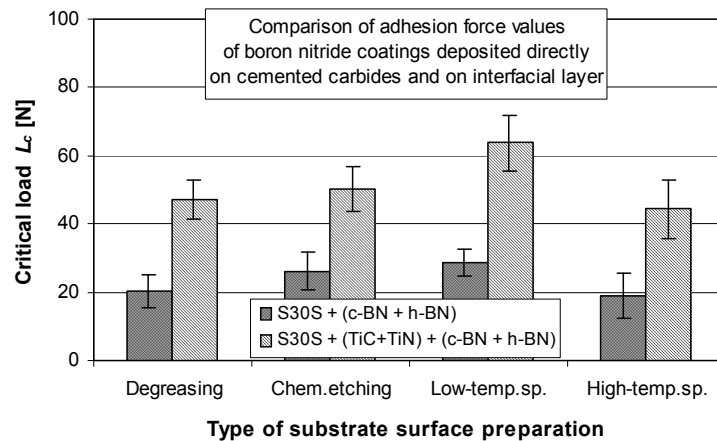 Comparison of adhesion force values
of boron nitride coatings deposited directly
on cemented carbides and on interfacial layer
Critical load Lc [N]
100
80
60
40
20
0
S30S + (c-BN + h-BN)
S30S + (TiC+TiN) + (c-BN + h-BN)
Degreasing Chem.etching Low-temp.sp. High-temp.sp.
Type of substrate surface preparation